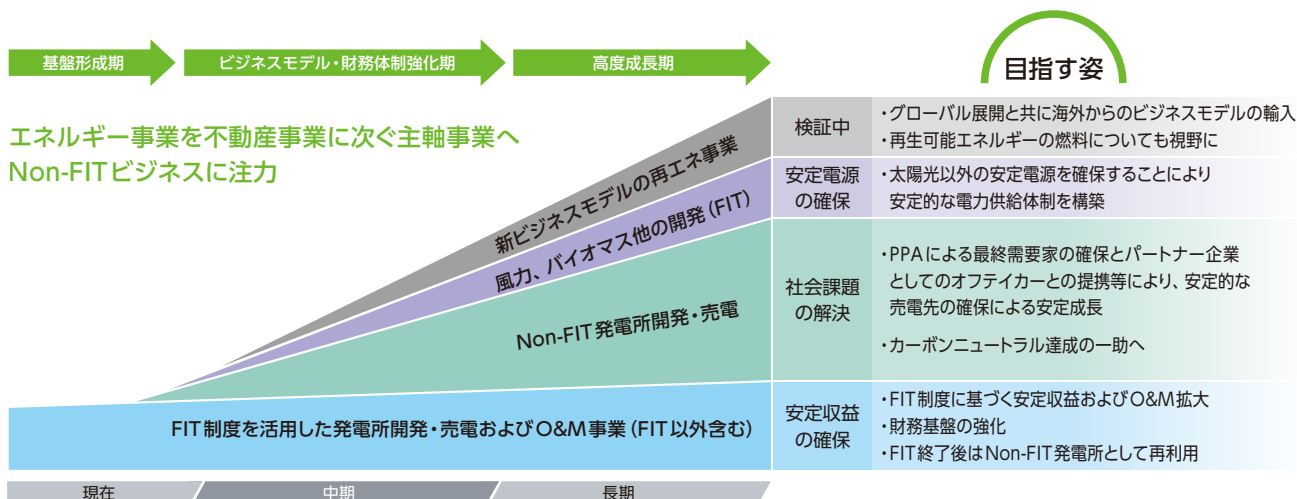 基盤形成期
ビジネスモデル・財務体制強化期
高度成長期
目指す姿
エネルギー事業を不動産事業に次ぐ主軸事業へ
Non-FITビジネスに注力
新ビジネスモデルの再エネ事業
検証中
・グローバル展開と共に海外からのビジネスモデルの輸入
・再生可能エネルギーの燃料についても視野に
風力、バイオマス他の開発（FIT）
安定電源
の確保
・太陽光以外の安定電源を確保することにより
安定的な電力供給体制を構築
Non-FIT発電所開発・売電
社会課題
の解決
・PPAによる最終需要家の確保とパートナー企業
としてのオフテイカーとの提携等により、安定的な
売電先の確保による安定成長
・カーボンニュートラル達成の一助へ
FIT制度を活用した発電所開発・売電およびO&M事業（FIT以外含む）
安定収益
の確保
・FIT制度に基づく安定収益およびO&M拡大
・財務基盤の強化
・FIT終了後はNon-FIT発電所として再利用
現在
中期
長期